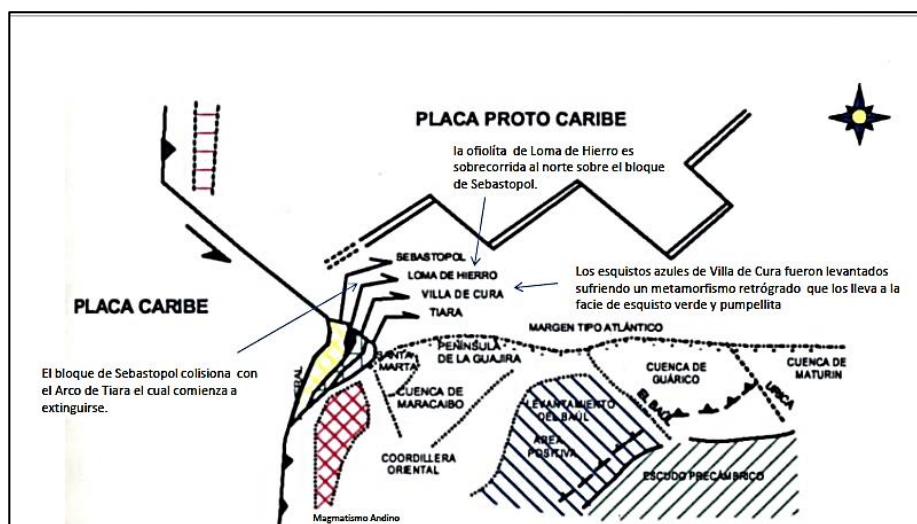 PLACA PROTO CARIBE
la ofiolíta de Loma de Hierro es
sobrecorrida al norte sobre el bloque
de Sebastopol.
SEBASTOPOL
LOMA DE HIERRO
VILLA DE CURA
TIARA
Los esquistos azules de Villa de Cura fueron levantados
sufriendo un metamorfismo retrógrado que los lleva a la
facie de esquisto verde y pumpellita
PLACA CARIBE
El bloque de Sebastopol colisiona con
el Arco de Tiara el cual comienza a
extinguirse.
MARGEN TIPO ATLÁNTICO
SANTA
MARTA
PENÍNSULA
DE LA GUAJIRA
CUENCA DE
GUÁRICO
CUENCA DE
MATURIN
CUENCA DE
MARACAIBO
LEVANTAMIENTO
DEL BAÚL
EL BAÚL
URICA
ÁREA
POSITIVA
COORDILLERA
ORIENTAL
ESCUDO PRECÁMBRICO
Magmatismo Andino